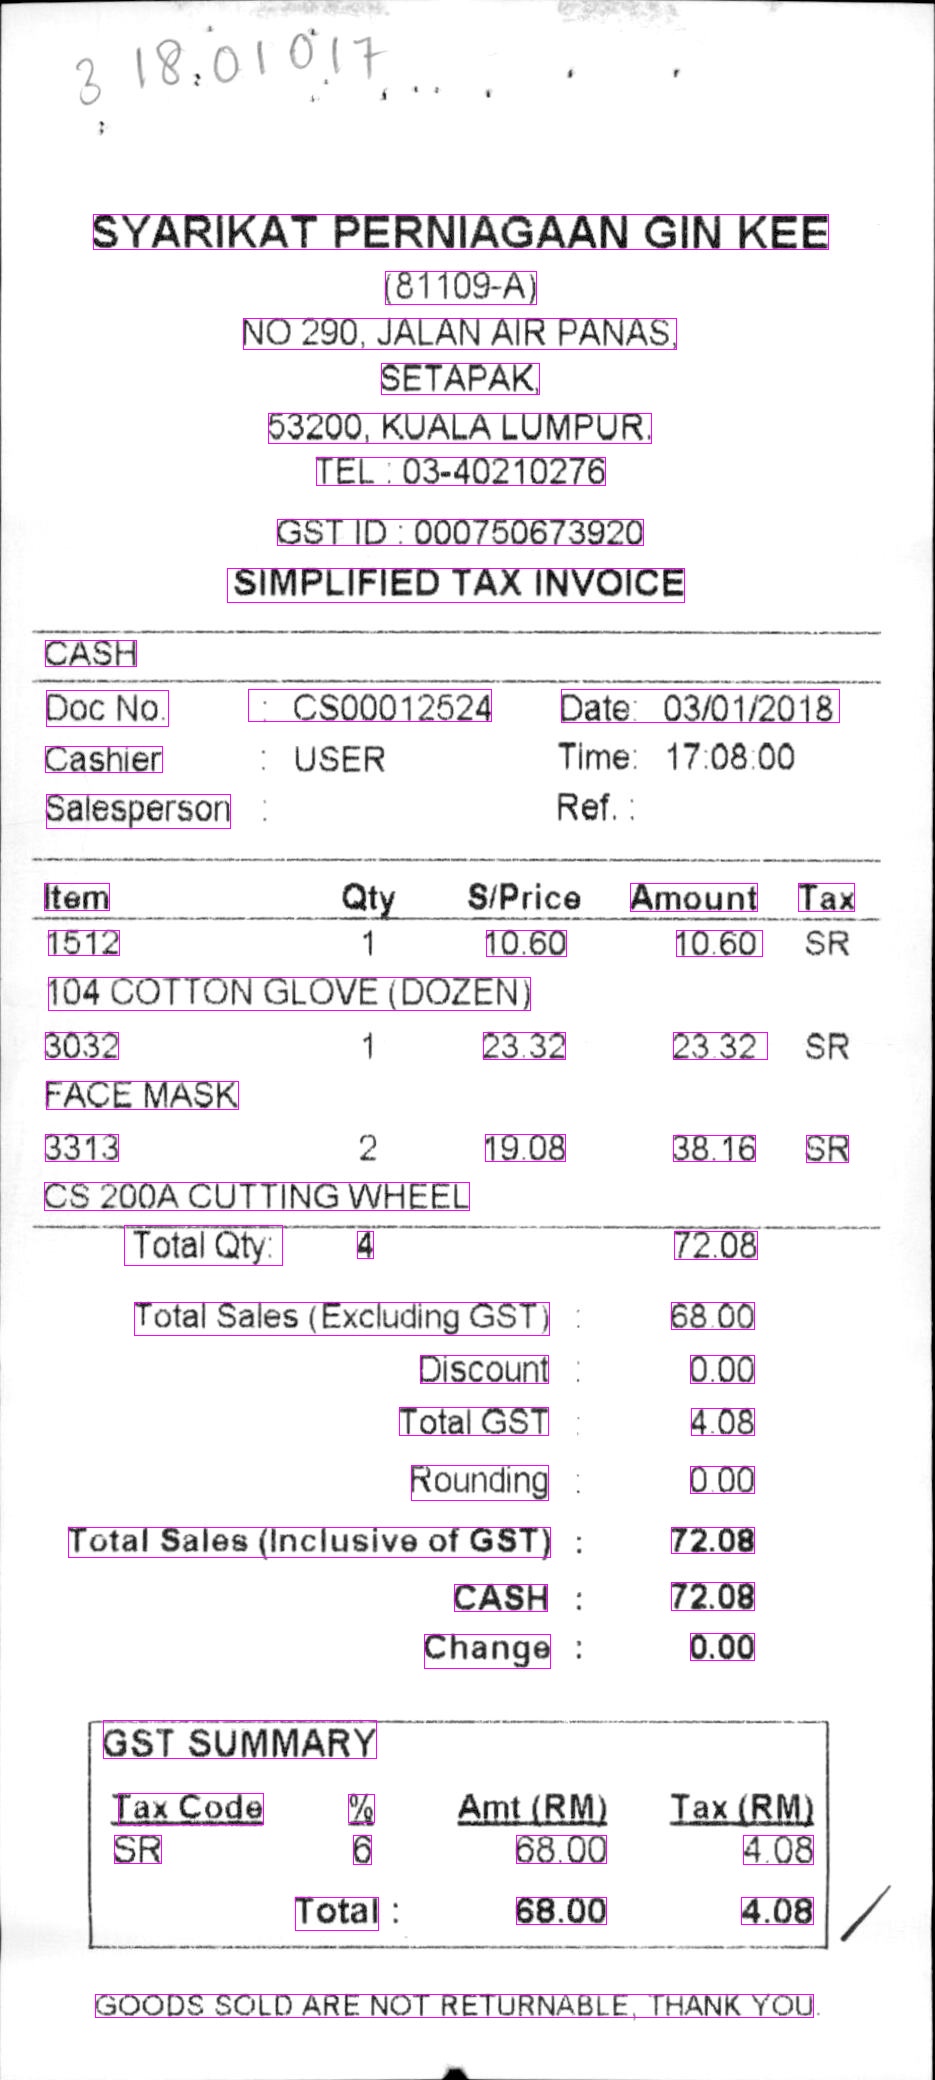 3 18.01017
SYARIKAT PERNIAGAAN GIN KEE
(81109-A)
NO 290, JALAN AIR PANAS,
SETAPAK,
53200, KUALA LUMPUR.
TEL : 03-40210276
GST ID : 000750673920
SIMPLIFIED TAX INVOICE
CASH
Doc No. : CS00012524 Date: 03/01/2018
Cashier : USER Time: 17:08:00
Salesperson : Ref. :
Item Qty S/Price Amount Tax
1512 1 10.60 10.60 SR
104 COTTON GLOVE (DOZEN)
3032 1 23.32 23.32 SR
FACE MASK
3313 2 19.08 38.16 SR
CS 200A CUTTING WHEEL
Total Qty: 4 72.08
Total Sales (Excluding GST) : 68.00
Discount : 0.00
Total GST : 4.08
Rounding : 0.00
Total Sales (Inclusive of GST) : 72.08
CASH : 72.08
Change : 0.00
GST SUMMARY
Tax Code % Amt (RM) Tax (RM)
SR 6 68.00 4.08
Total : 68.00 4.08
GOODS SOLD ARE NOT RETURNABLE, THANK YOU.